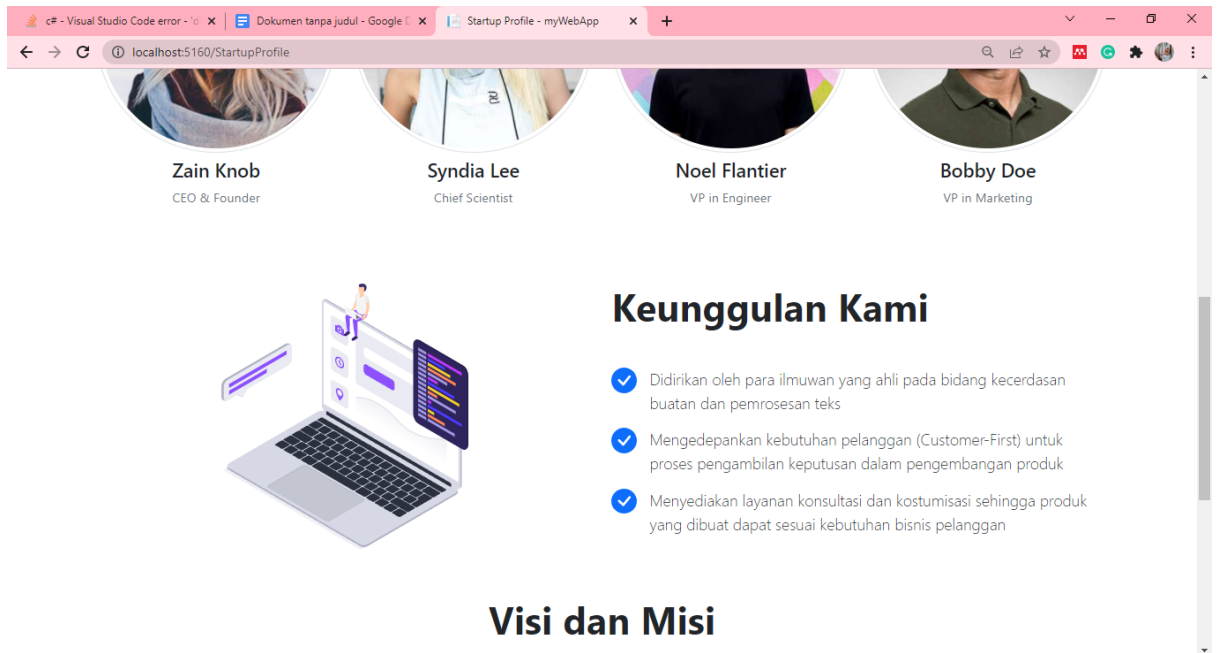 c# - Visual Studio Code error - 'd
Dokumen tanpa judul - Google D
Startup Profile - myWebApp
localhost:5160/StartupProfile
Zain Knob
Syndia Lee
Noel Flantier
Bobby Doe
CEO & Founder
Chief Scientist
VP in Engineer
VP in Marketing
Keunggulan Kami
Didirikan oleh para ilmuwan yang ahli pada bidang kecerdasan
buatan dan pemrosesan teks
Mengedepankan kebutuhan pelanggan (Customer-First) untuk
proses pengambilan keputusan dalam pengembangan produk
Menyediakan layanan konsultasi dan kostumisasi sehingga produk
yang dibuat dapat sesuai kebutuhan bisnis pelanggan
Visi dan Misi